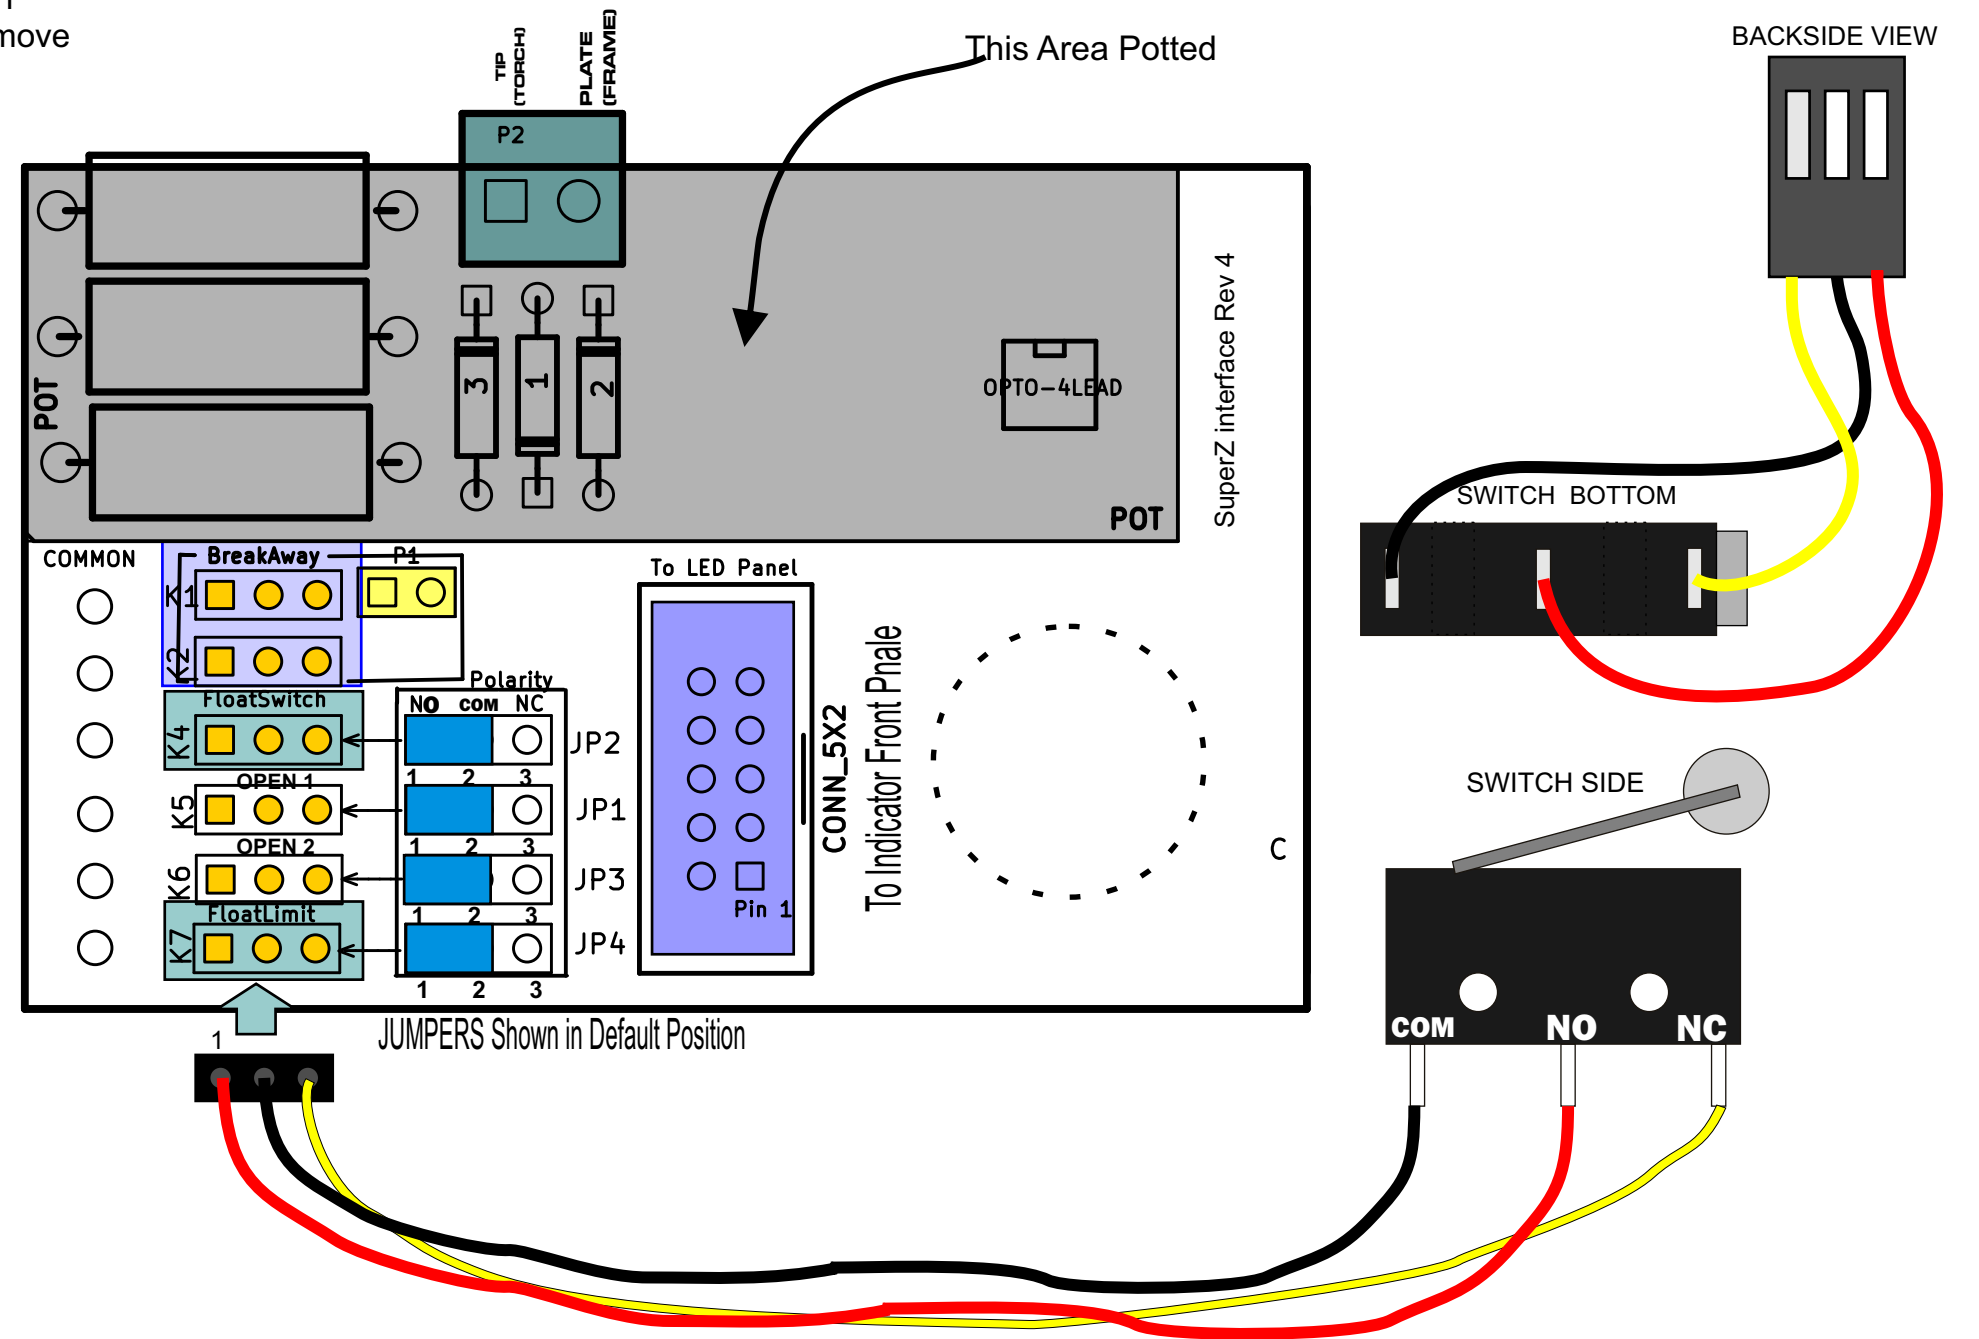 move
TIP
(TORCH)
PLATE
(FRAME)
This Area Potted
BACKSIDE VIEW
P2
SuperZ interface Rev 4
3
1
2
OPTO-4LEAD
POT
POT
SWITCH BOTTOM
COMMON
BreakAway
P1
K1
K2
To LED Panel
FloatSwitch
K4
Polarity
NO COM NC
JP2
1 2 3
OPEN 1
K5
JP1
1 2 3
OPEN 2
K6
JP3
1 2 3
FloatLimit
K7
JP4
1 2 3
Pin 1
CONN_5X2
To Indicator Front Pnale
C
SWITCH SIDE
COM NO NC
JUMPERS Shown in Default Position
1